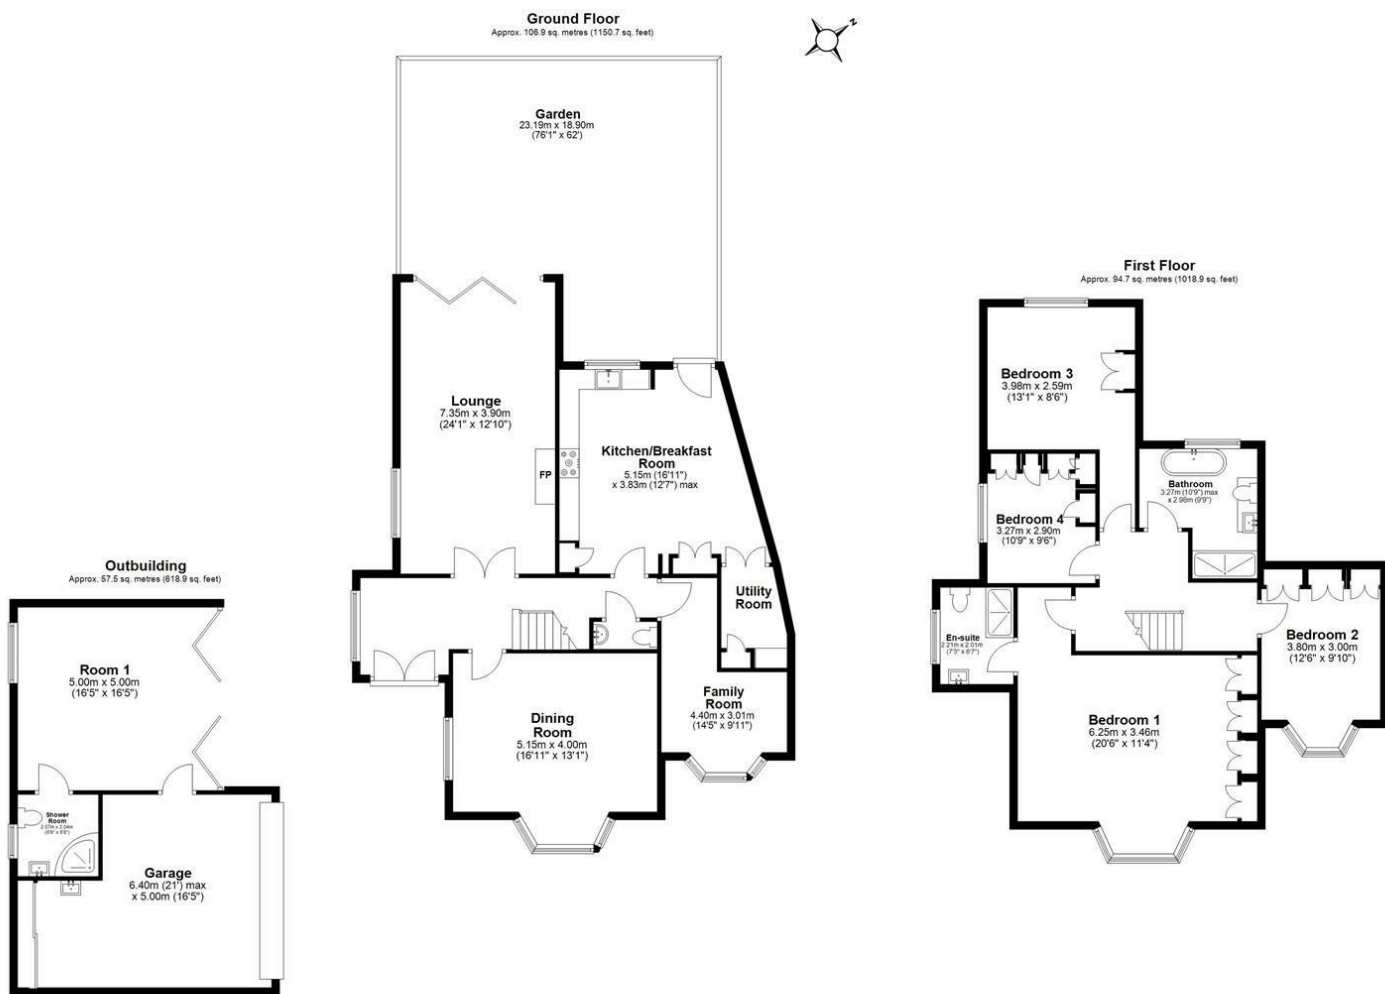 Ground Floor
Approx. 106.9 sq. metres (1150.7 sq. feet)
N
Garden
23.19m x 18.90m
(76'1" x 62')
Lounge
7.35m x 3.90m
(24'1" x 12'10")
FP
Kitchen/Breakfast
Room
5.15m (16'11")
x 3.83m (12'7") max
Utility
Room
Family
Room
4.40m x 3.01m
(14'5" x 9'11")
Dining
Room
5.15m x 4.00m
(16'11" x 13'1")
Outbuilding
Approx. 57.5 sq. metres (618.9 sq. feet)
Room 1
5.00m x 5.00m
(16'5" x 16'5")
Shower
Room
2.07m x 2.04m
Garage
6.40m (21') max
x 5.00m (16'5")
First Floor
Approx. 94.7 sq. metres (1018.9 sq. feet)
Bedroom 3
3.98m x 2.59m
(13'1" x 8'6")
Bathroom
3.27m (10'9") max
x 2.98m (9'9")
Bedroom 4
3.27m x 2.90m
(10'9" x 9'6")
En-suite
2.21m x 2.01m
(7'3" x 6'7")
Bedroom 2
3.80m x 3.00m
(12'6" x 9'10")
Bedroom 1
6.25m x 3.46m
(20'6" x 11'4")